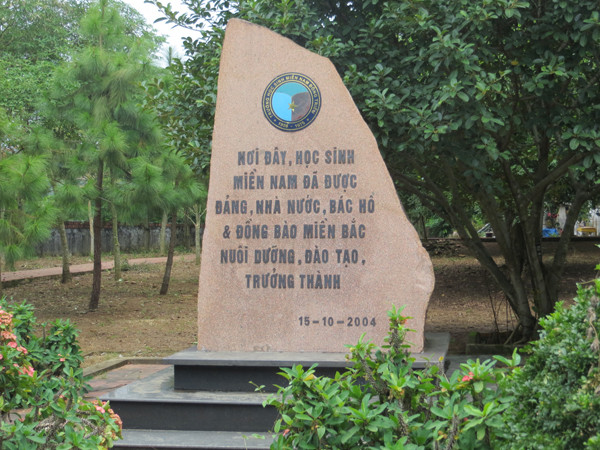 NƠI ĐÂY, HỌC SINH
MIỀN NAM ĐÃ ĐƯỢC
ĐẢNG, NHÀ NƯỚC, BÁC HỒ
& ĐỒNG BÀO MIỀN BẮC
NUÔI DƯỠNG, ĐÀO TẠO,
TRƯỞNG THÀNH
15-10-2004